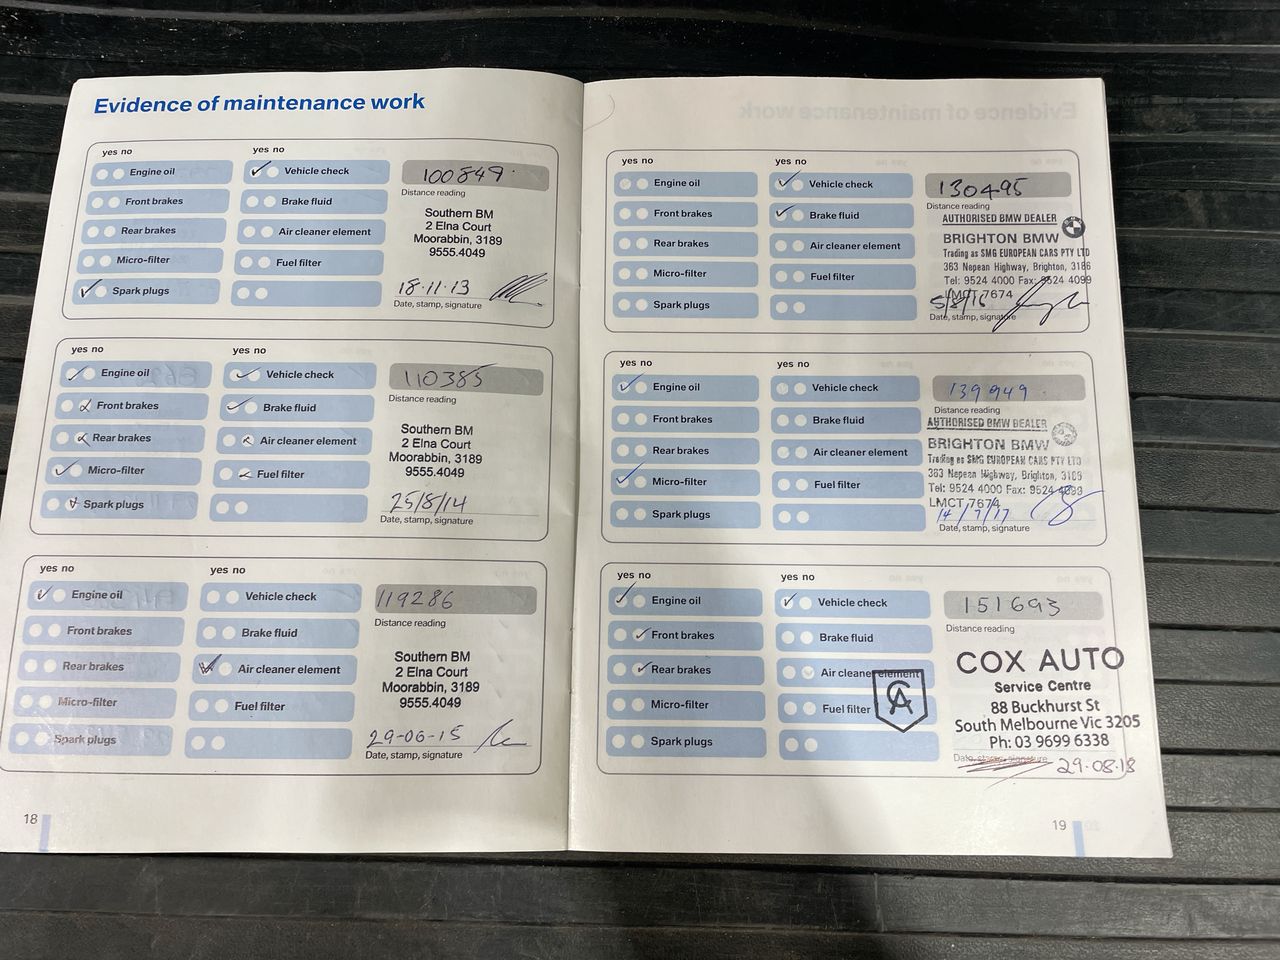 Evidence of maintenance work
yes no
yes no
Engine oil
Vehicle check
100849
Front brakes
Brake fluid
Distance reading
Rear brakes
Air cleaner element
Southern BM
2 Elna Court
Moorabbin, 3189
9555.4049
Micro-filter
Fuel filter
Spark plugs
18.11.13
Date, stamp, signature
yes no
yes no
Engine oil
Vehicle check
110385
Front brakes
Brake fluid
Distance reading
Rear brakes
Air cleaner element
Southern BM
2 Elna Court
Moorabbin, 3189
9555.4049
Micro-filter
Fuel filter
Spark plugs
25/8/14
Date, stamp, signature
yes no
yes no
Engine oil
Vehicle check
119286
Front brakes
Brake fluid
Distance reading
Rear brakes
Air cleaner element
Southern BM
2 Elna Court
Moorabbin, 3189
9555.4049
Micro-filter
Fuel filter
Spark plugs
29-06-15
Date, stamp, signature
18
yes no
yes no
Engine oil
Vehicle check
130495
Front brakes
Brake fluid
Distance reading
Rear brakes
Air cleaner element
AUTHORISED BMW DEALER
BRIGHTON BMW
Trading as SMG EUROPEAN CARS PTY LTD
363 Nepean Highway, Brighton, 3186
Tel: 9524 4000 Fax: 9524 4099
LMCT 7674
Micro-filter
Fuel filter
Spark plugs
5/8/16
Date, stamp, signature
yes no
yes no
Engine oil
Vehicle check
139949
Front brakes
Brake fluid
Distance reading
Rear brakes
Air cleaner element
AUTHORISED BMW DEALER
BRIGHTON BMW
Trading as SMG EUROPEAN CARS PTY LTD
363 Nepean Highway, Brighton, 3186
Tel: 9524 4000 Fax: 9524 4099
LMCT 7674
Micro-filter
Fuel filter
Spark plugs
14/7/17
Date, stamp, signature
yes no
yes no
Engine oil
Vehicle check
151693
Front brakes
Brake fluid
Distance reading
Rear brakes
Air cleaner element
COX AUTO
Service Centre
88 Buckhurst St
South Melbourne Vic 3205
Ph: 03 9699 6338
Micro-filter
Fuel filter
CA
Spark plugs
Date, stamp, signature
29.08.18
19